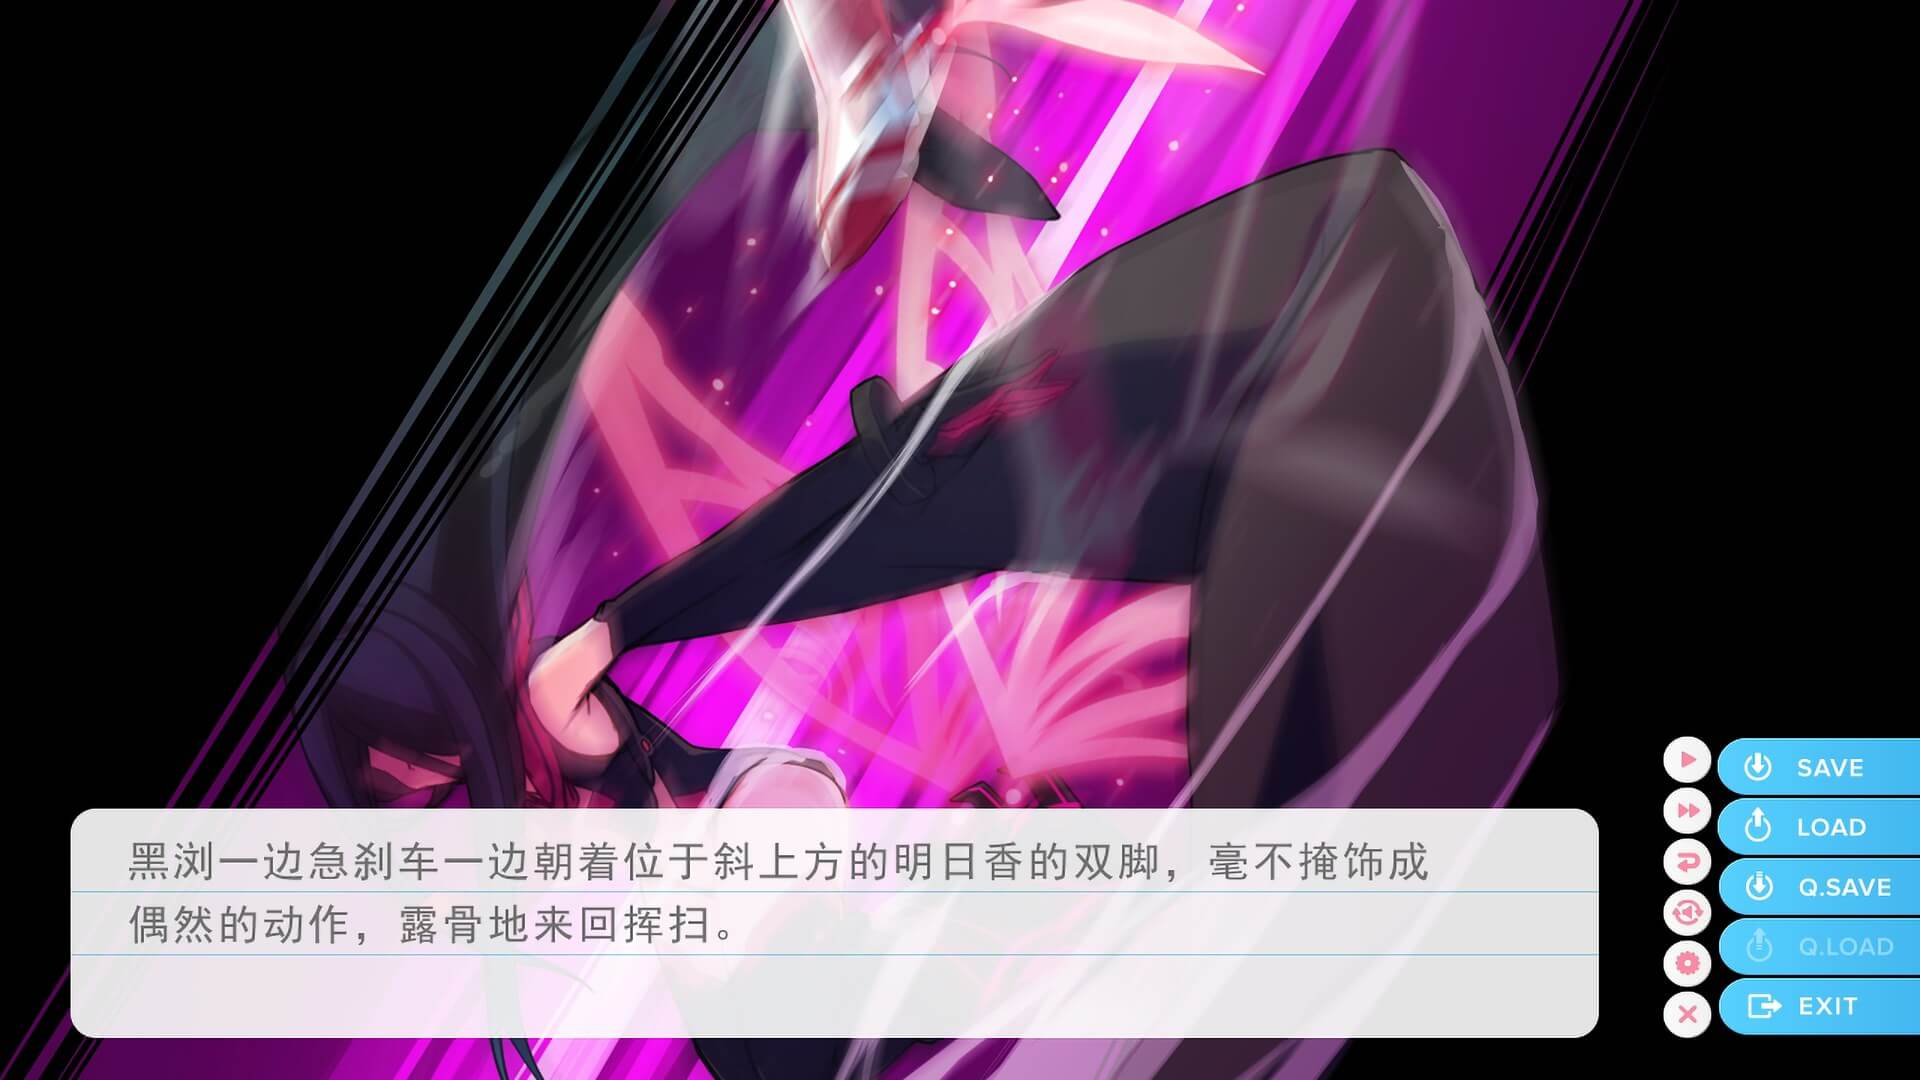 黑浏一边急刹车一边朝着位于斜上方的明日香的双脚，毫不掩饰成
偶然的动作，露骨地来回挥扫。
SAVE
LOAD
Q.SAVE
Q.LOAD
EXIT